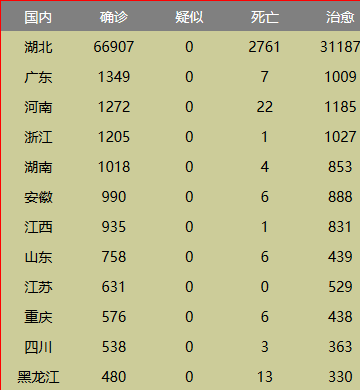 国内 确诊 疑似 死亡 治愈
湖北 66907 0 2761 31187
广东 1349 0 7 1009
河南 1272 0 22 1185
浙江 1205 0 1 1027
湖南 1018 0 4 853
安徽 990 0 6 888
江西 935 0 1 831
山东 758 0 6 439
江苏 631 0 0 529
重庆 576 0 6 438
四川 538 0 3 363
黑龙江 480 0 13 330